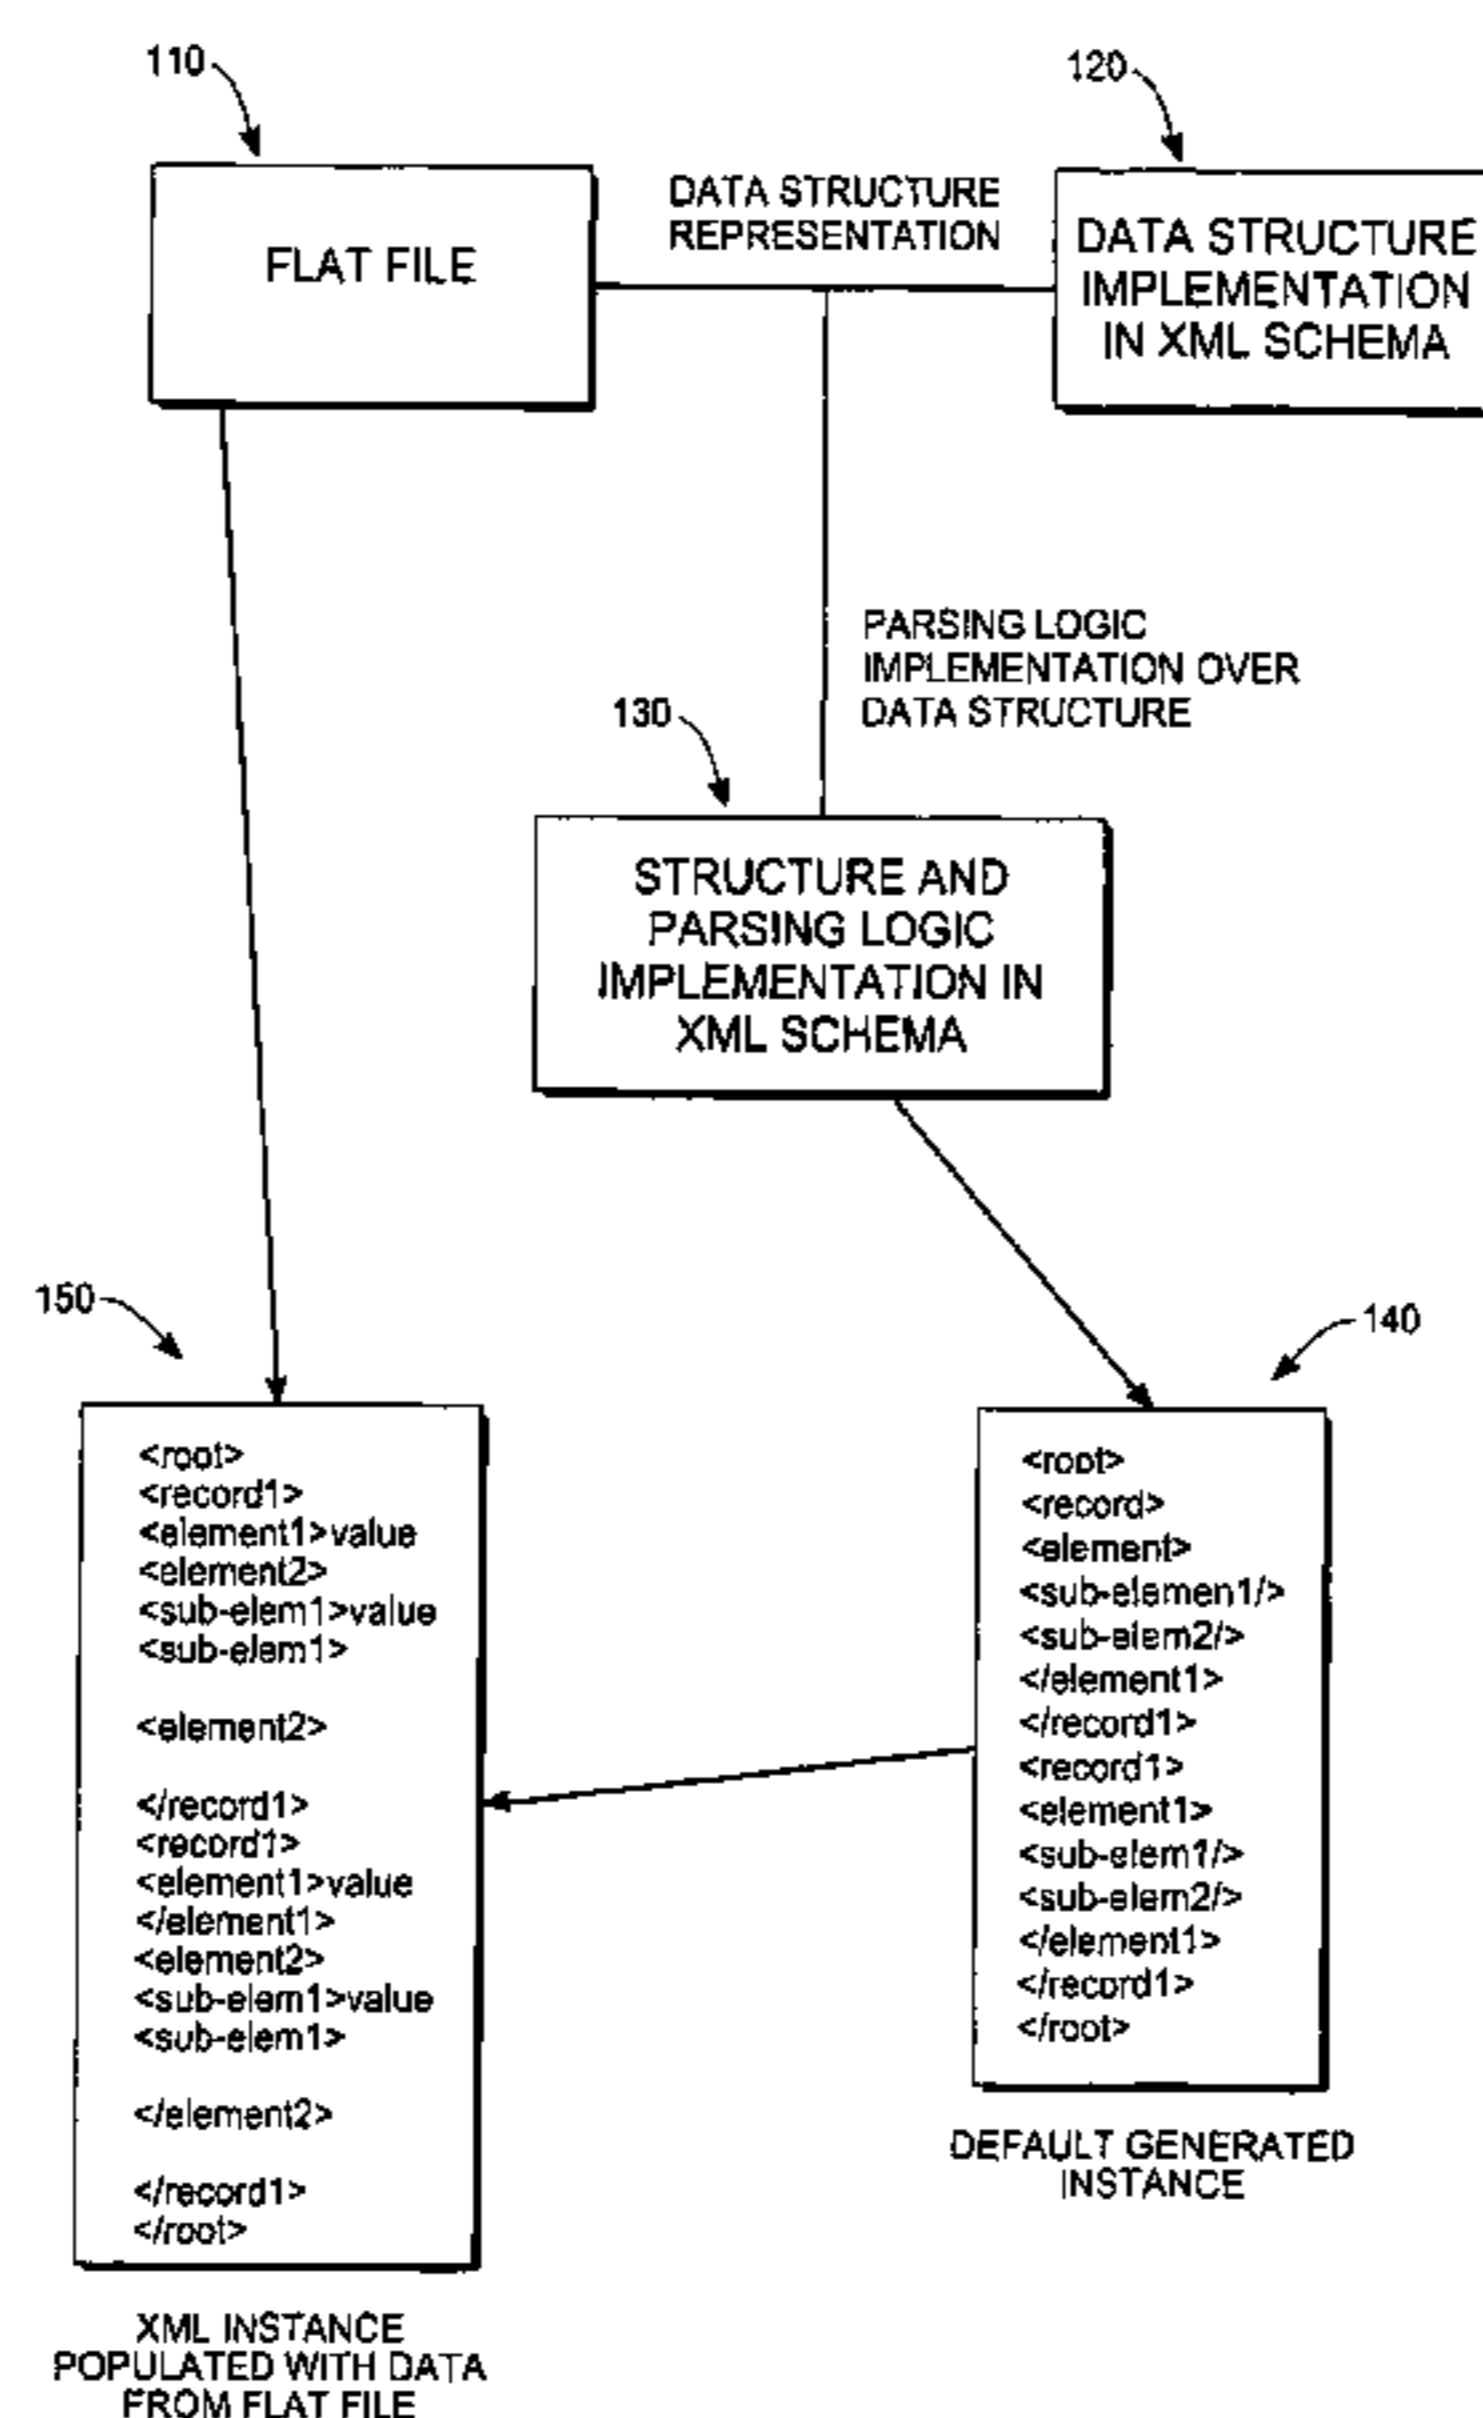 110
120
FLAT FILE
DATA STRUCTURE
REPRESENTATION
DATA STRUCTURE
IMPLEMENTATION
IN XML SCHEMA
PARSING LOGIC
IMPLEMENTATION OVER
DATA STRUCTURE
130
STRUCTURE AND
PARSING LOGIC
IMPLEMENTATION IN
XML SCHEMA
150
140
<root>
<record1>
<element1>value
<element2>
<sub-elem1>value
<sub-elem1>
<element2>
</record1>
<record1>
<element1>value
</element1>
<element2>
<sub-elem1>value
<sub-elem1>
</element2>
</record1>
</root>
XML INSTANCE
POPULATED WITH DATA
FROM FLAT FILE
<root>
<record>
<element>
<sub-elemen1/>
<sub-elem2/>
</element1>
</record1>
<record1>
<element1>
<sub-elem1/>
<sub-elem2/>
</element1>
</record1>
</root>
DEFAULT GENERATED
INSTANCE